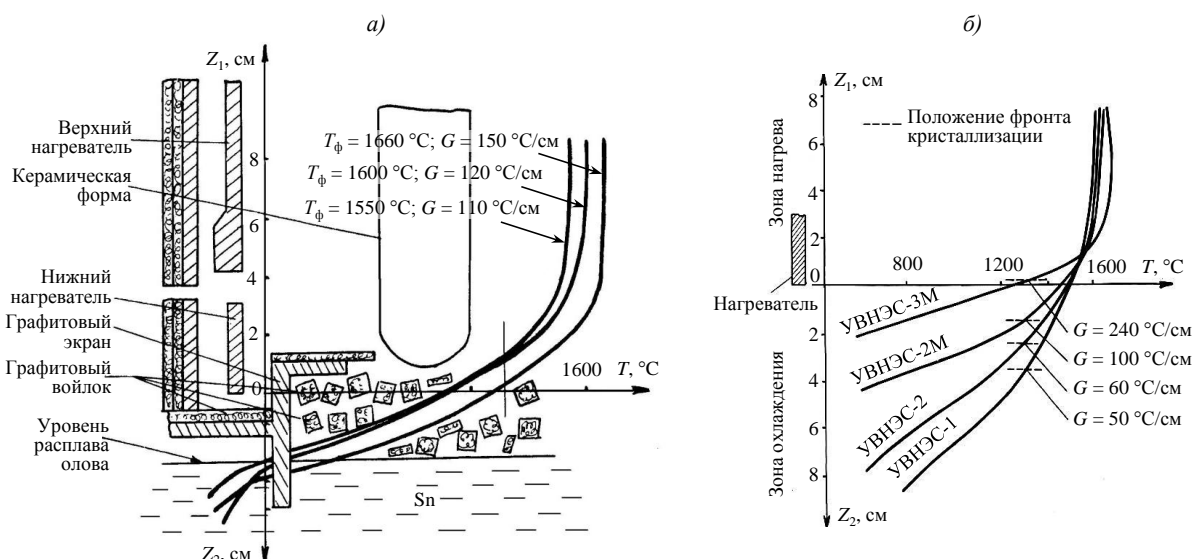 а)
Z₁, см
Верхний
нагреватель
Керамическая
форма
Нижний
нагреватель
Графитовый
экран
Графитовый
войлок
Уровень
расплава
олова
8
6
4
2
0
2
4
Tф = 1660 °C; G = 150 °C/см
Tф = 1600 °C; G = 120 °C/см
Tф = 1550 °C; G = 110 °C/см
1600
T, °C
Sn
Z₂, см
б)
Z₁, см
8
6
4
2
0
2
4
6
8
Зона нагрева
Зона охлаждения
Положение фронта
кристаллизации
Нагреватель
800
1200
1600
T, °C
УВНЭС-3М
УВНЭС-2М
УВНЭС-2
УВНЭС-1
G = 240 °C/см
G = 100 °C/см
G = 60 °C/см
G = 50 °C/см
Z₂, см